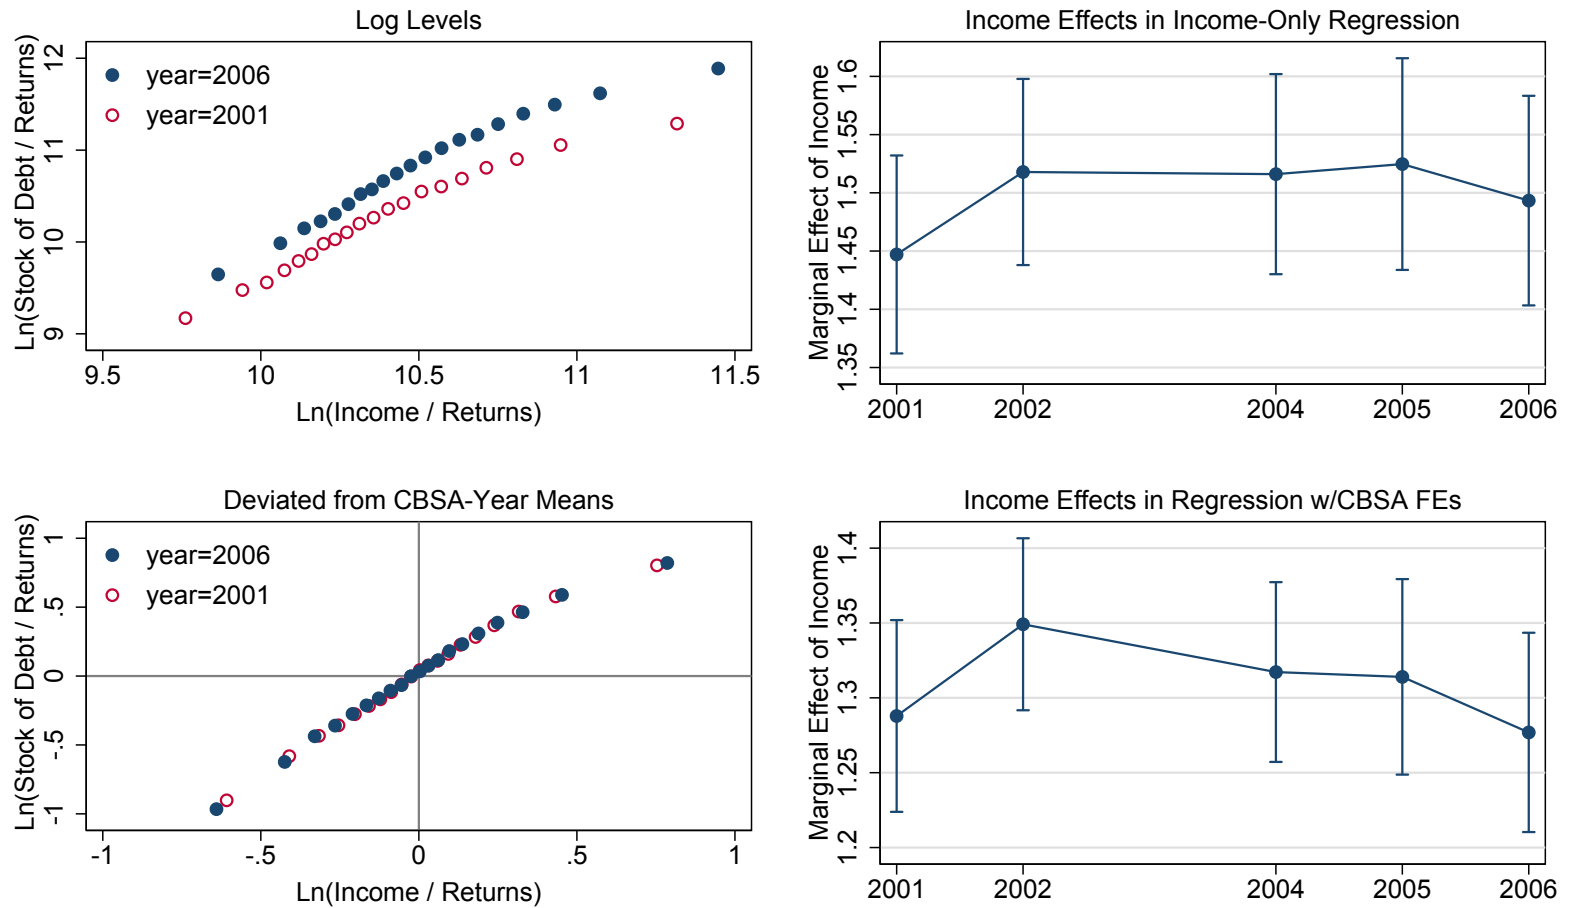 Log Levels
Ln(Stock of Debt / Returns)
12
11
10
9
year=2006
year=2001
9.5 10 10.5 11 11.5
Ln(Income / Returns)
Income Effects in Income-Only Regression
Marginal Effect of Income
1.6
1.55
1.5
1.45
1.4
1.35
2001 2002 2004 2005 2006
Deviated from CBSA-Year Means
Ln(Stock of Debt / Returns)
1
.5
0
-.5
-1
year=2006
year=2001
-1 -.5 0 .5 1
Ln(Income / Returns)
Income Effects in Regression w/CBSA FEs
Marginal Effect of Income
1.4
1.35
1.3
1.25
1.2
2001 2002 2004 2005 2006